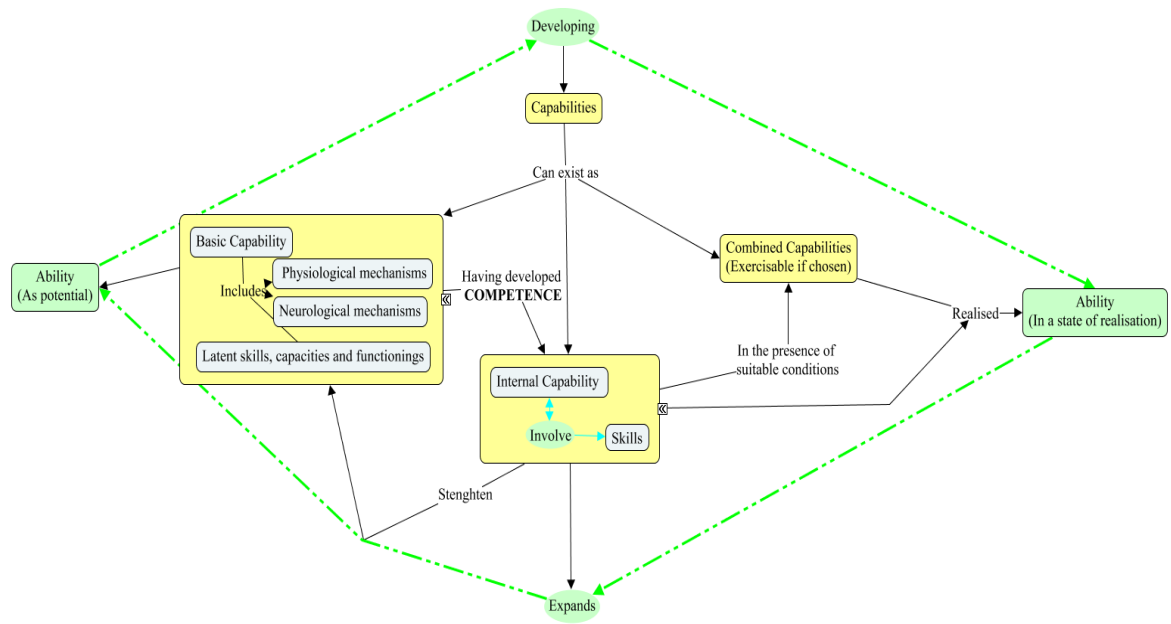 Developing
Capabilities
Can exist as
Basic Capability
Physiological mechanisms
Includes
Neurological mechanisms
Latent skills, capacities and functionings
Ability
(As potential)
Having developed
COMPETENCE
Combined Capabilities
(Exercisable if chosen)
Realised
Ability
(In a state of realisation)
In the presence of
suitable conditions
Internal Capability
Involve
Skills
Stenghten
Expands